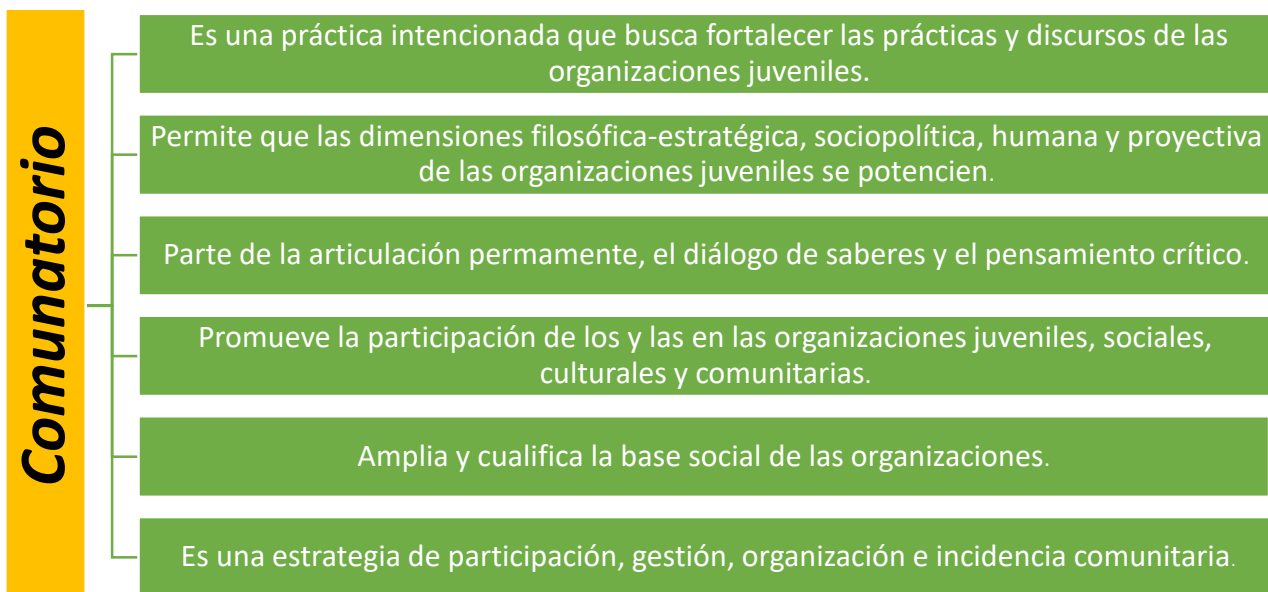 Comunatorio
Es una práctica intencionada que busca fortalecer las prácticas y discursos de las
organizaciones juveniles.
Permite que las dimensiones filosófica-estratégica, sociopolítica, humana y proyectiva
de las organizaciones juveniles se potencien.
Parte de la articulación permamente, el diálogo de saberes y el pensamiento crítico.
Promueve la participación de los y las en las organizaciones juveniles, sociales,
culturales y comunitarias.
Amplia y cualifica la base social de las organizaciones.
Es una estrategia de participación, gestión, organización e incidencia comunitaria.